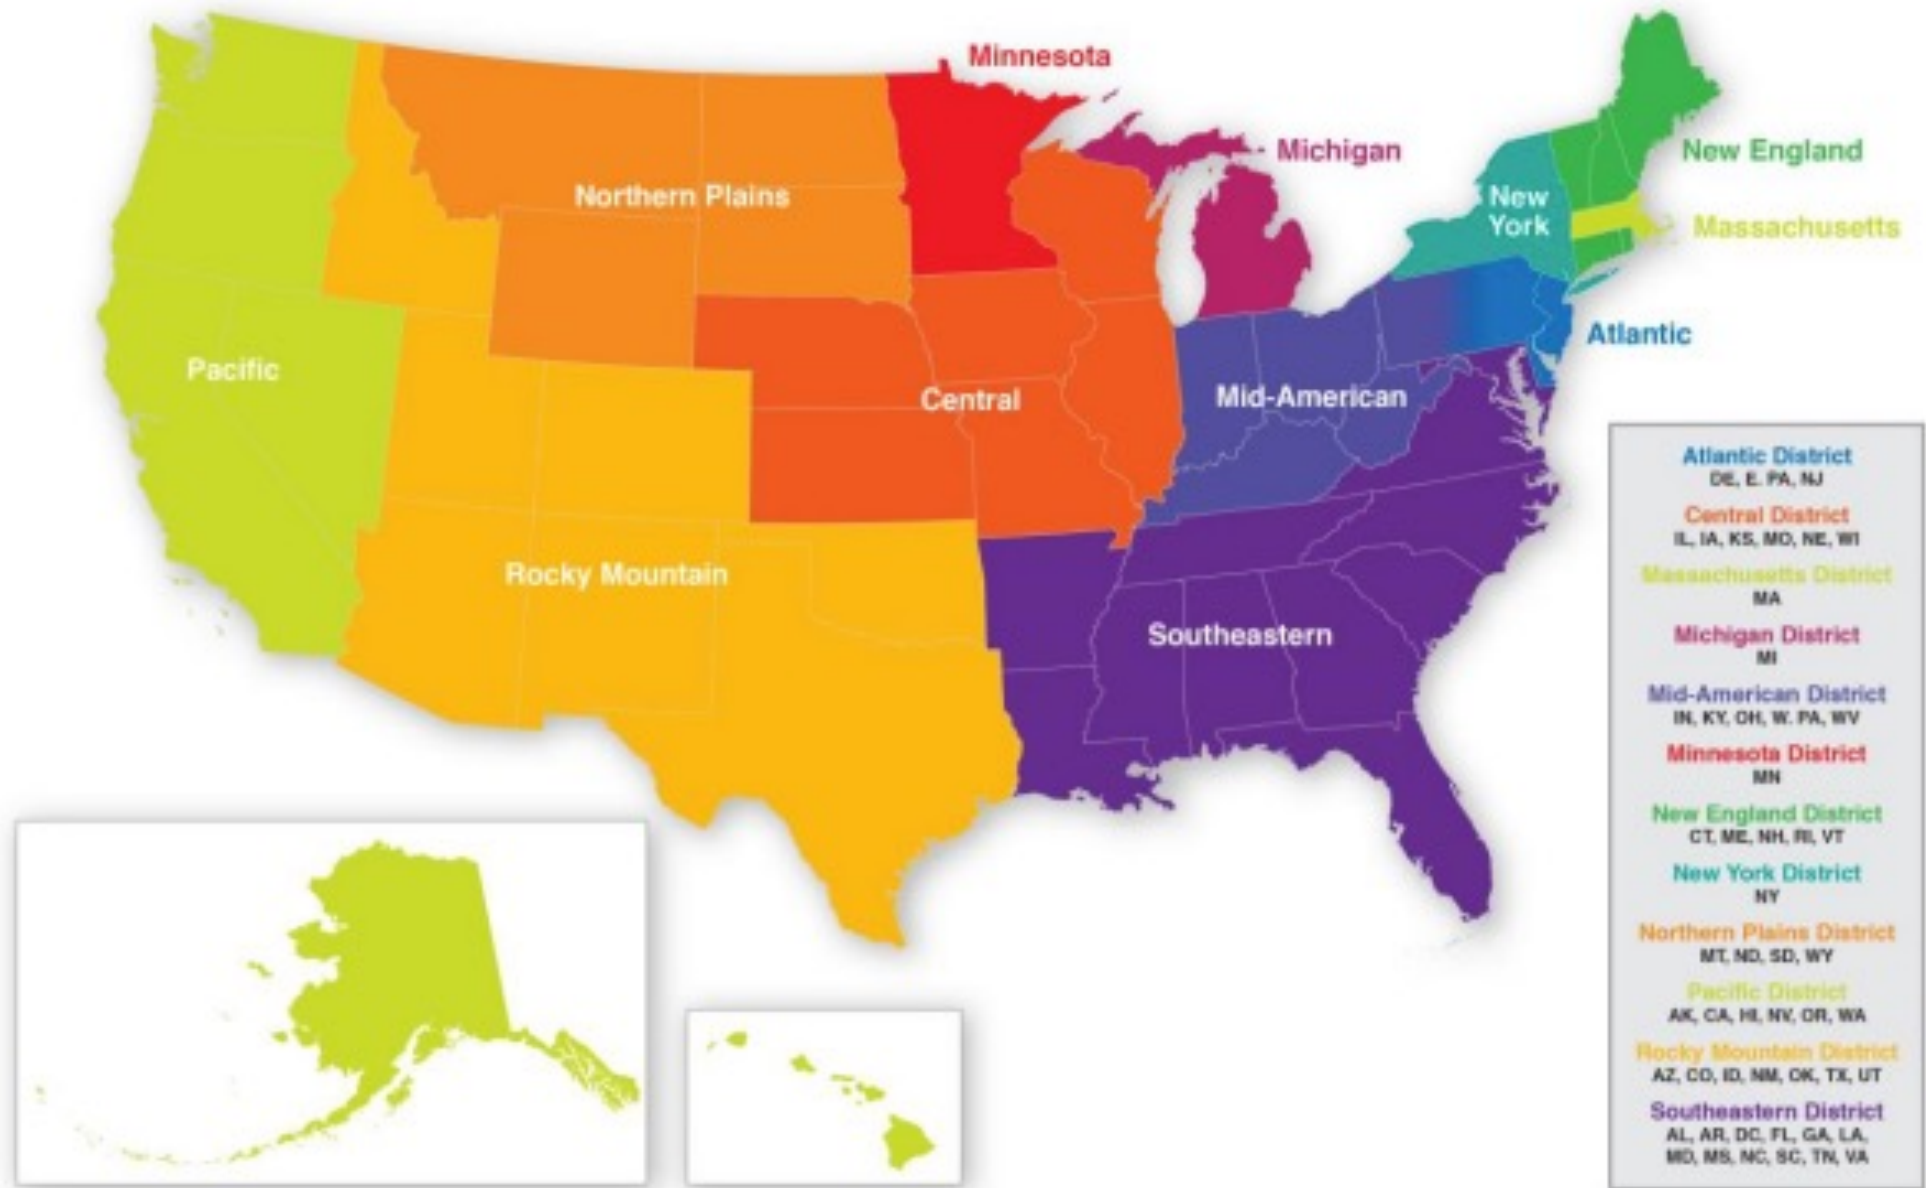 Minnesota
Michigan
New England
Northern Plains
New
York
Massachusetts
Atlantic
Pacific
Central
Mid-American
Rocky Mountain
Southeastern
Atlantic District
DE, E. PA, NJ
Central District
IL, IA, KS, MO, NE, WI
Massachusetts District
MA
Michigan District
MI
Mid-American District
IN, KY, OH, W. PA, WV
Minnesota District
MN
New England District
CT, ME, NH, RI, VT
New York District
NY
Northern Plains District
MT, ND, SD, WY
Pacific District
AK, CA, HI, NV, OR, WA
Rocky Mountain District
AZ, CO, ID, NM, OK, TX, UT
Southeastern District
AL, AR, DC, FL, GA, LA,
MD, MS, NC, SC, TN, VA